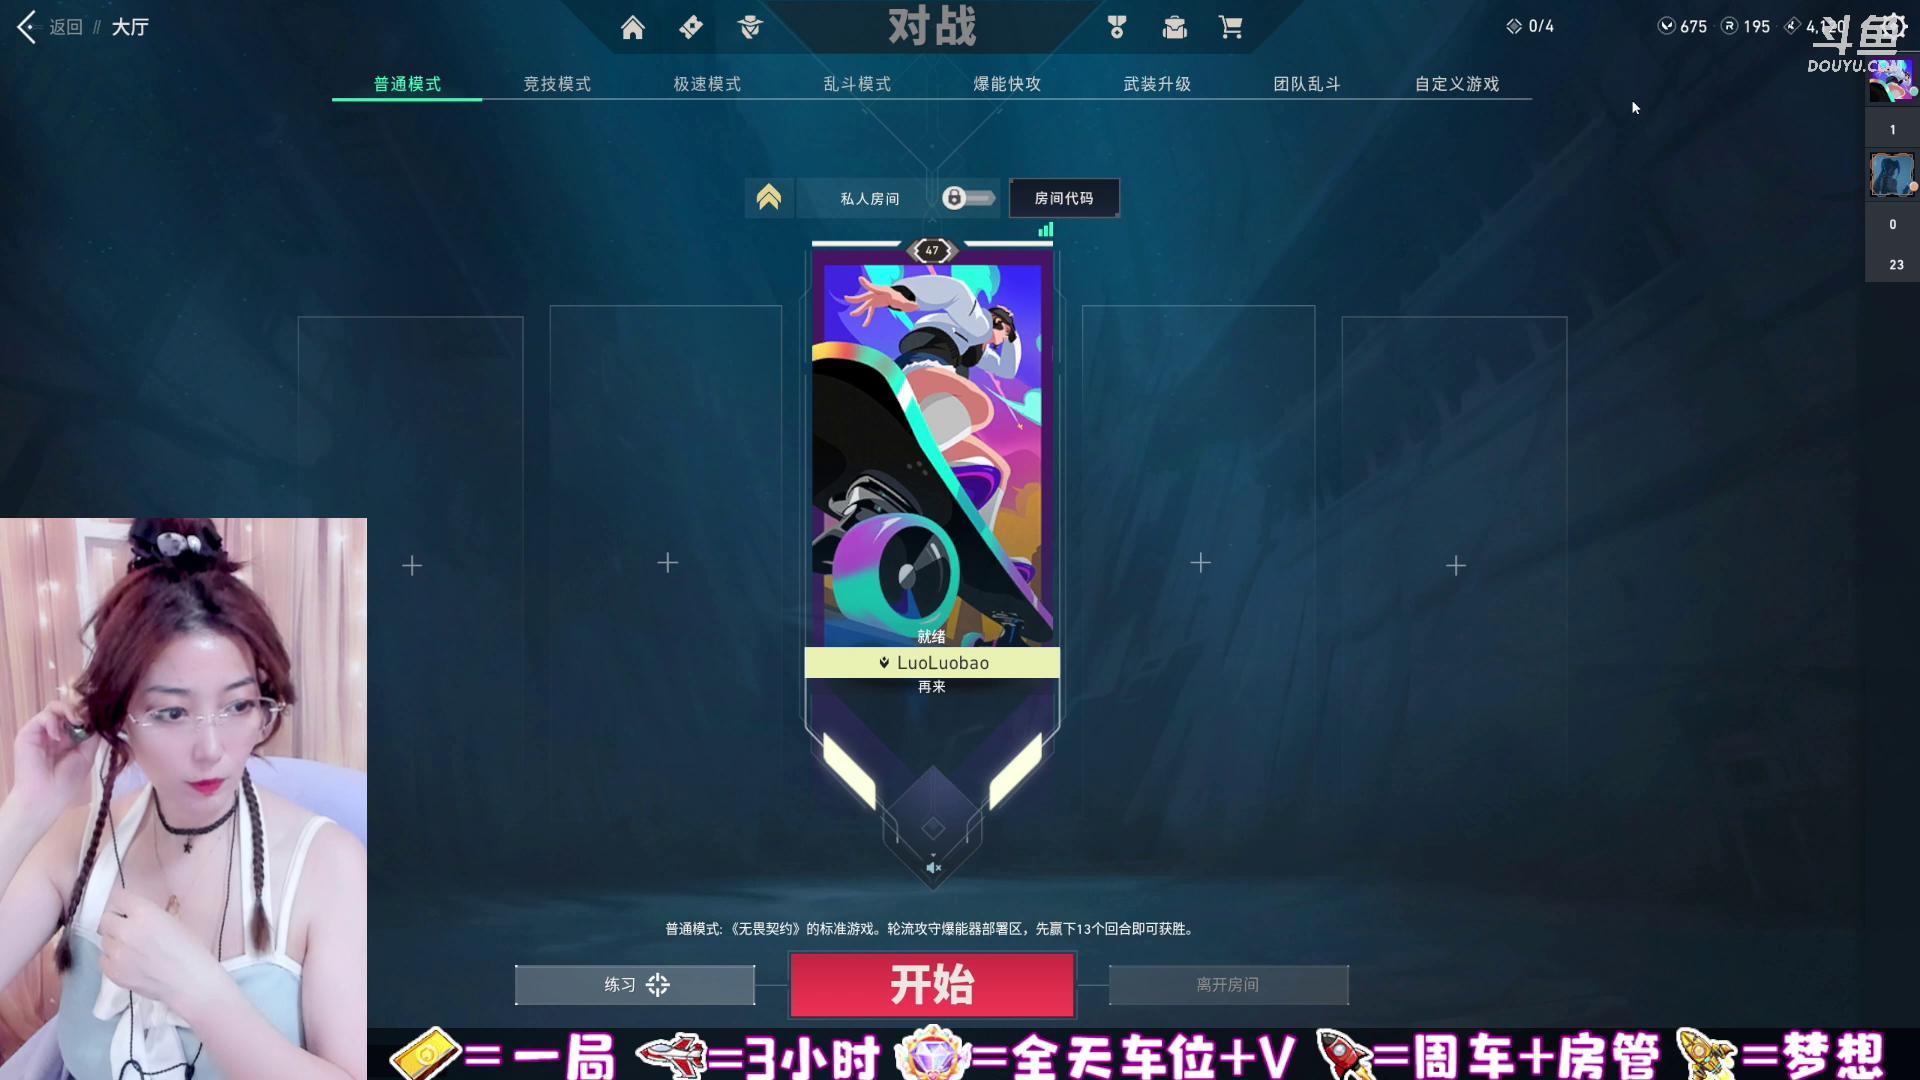 返回 // 大厅
对战
0/4
675
195
斗鱼
DOUYU.COM
普通模式
竞技模式
极速模式
乱斗模式
爆能快攻
武装升级
团队乱斗
自定义游戏
1
0
23
私人房间
房间代码
47
就绪
LuoLuobao
再来
普通模式:《无畏契约》的标准游戏。轮流攻守爆能器部署区，先赢下13个回合即可获胜。
练习
开始
离开房间
=一局 =3小时 =全天车位+V =周车+房管 =梦想